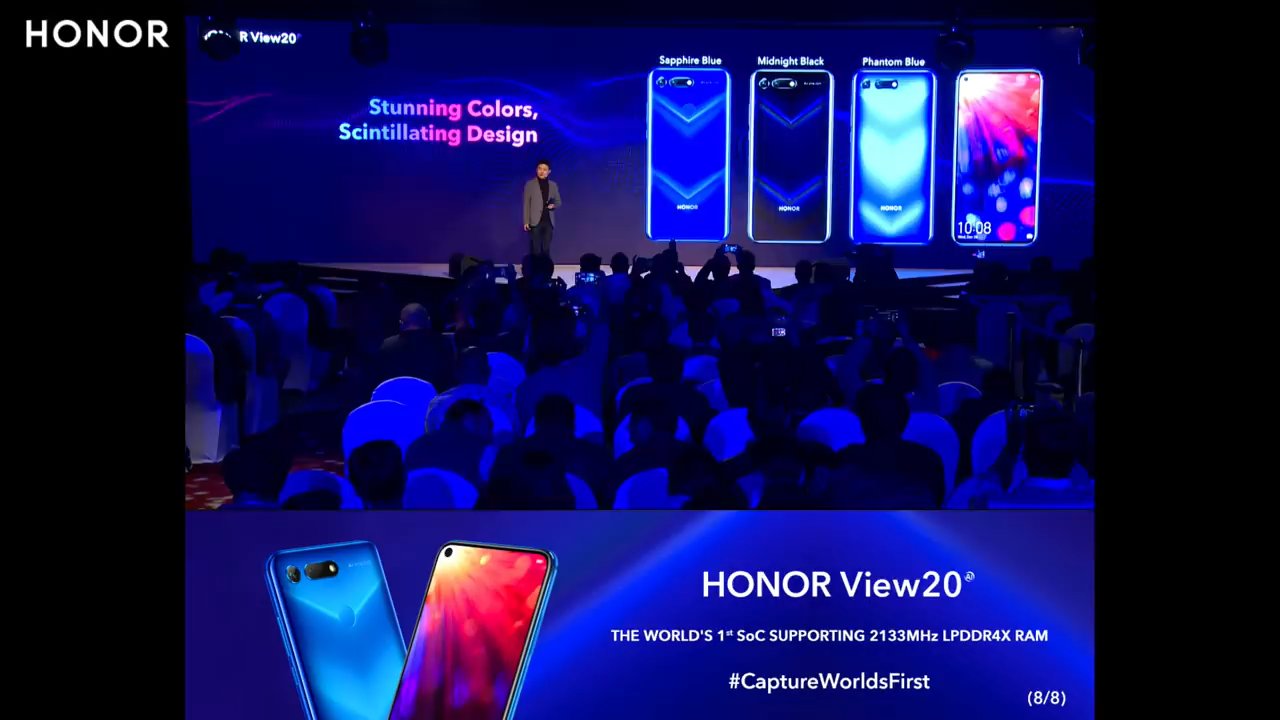 HONOR
R View20
Stunning Colors,
Scintillating Design
Sapphire Blue
Midnight Black
Phantom Blue
HONOR
HONOR
HONOR
10:08
HONOR View20 AI
THE WORLD'S 1st SoC SUPPORTING 2133MHz LPDDR4X RAM
#CaptureWorldsFirst
(8/8)